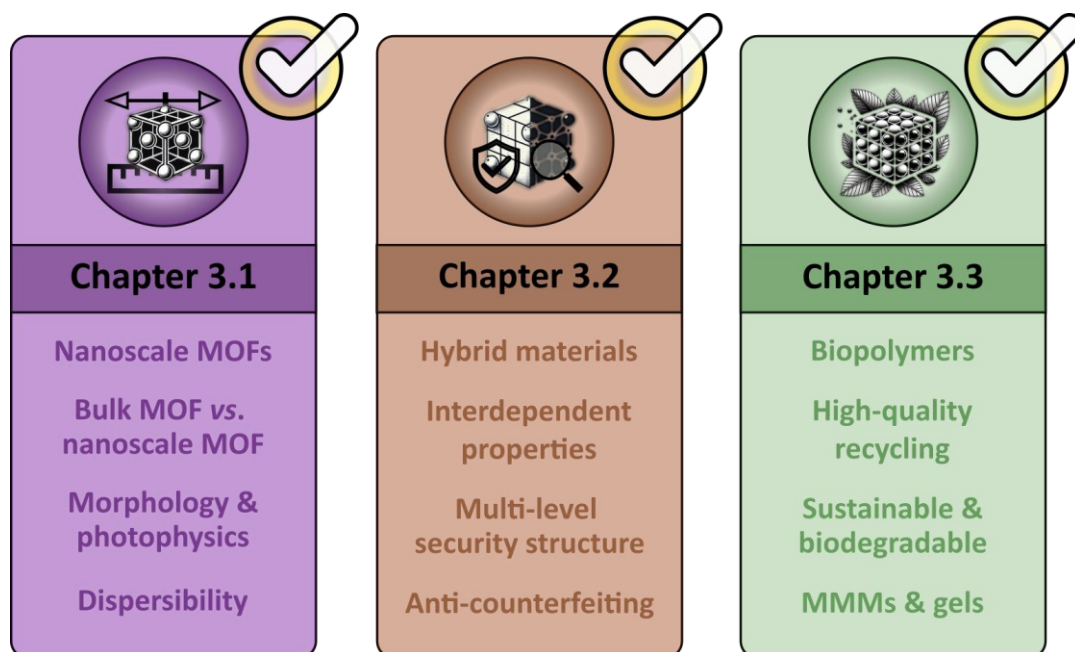 Chapter 3.1
Nanoscale MOFs
Bulk MOF vs.
nanoscale MOF
Morphology &
photophysics
Dispersibility
Chapter 3.2
Hybrid materials
Interdependent
properties
Multi-level
security structure
Anti-counterfeiting
Chapter 3.3
Biopolymers
High-quality
recycling
Sustainable &
biodegradable
MMMs & gels